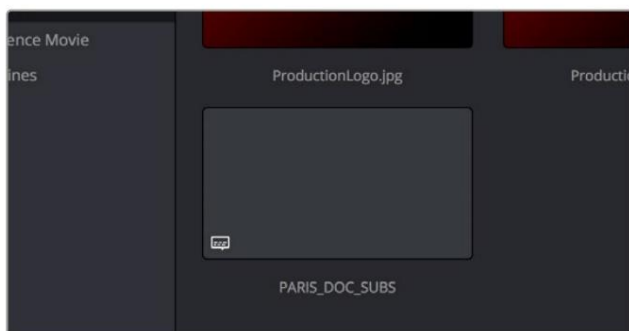 ence Movie
ProductionLogo.jpg
Producti
ines
PARIS_DOC_SUBS